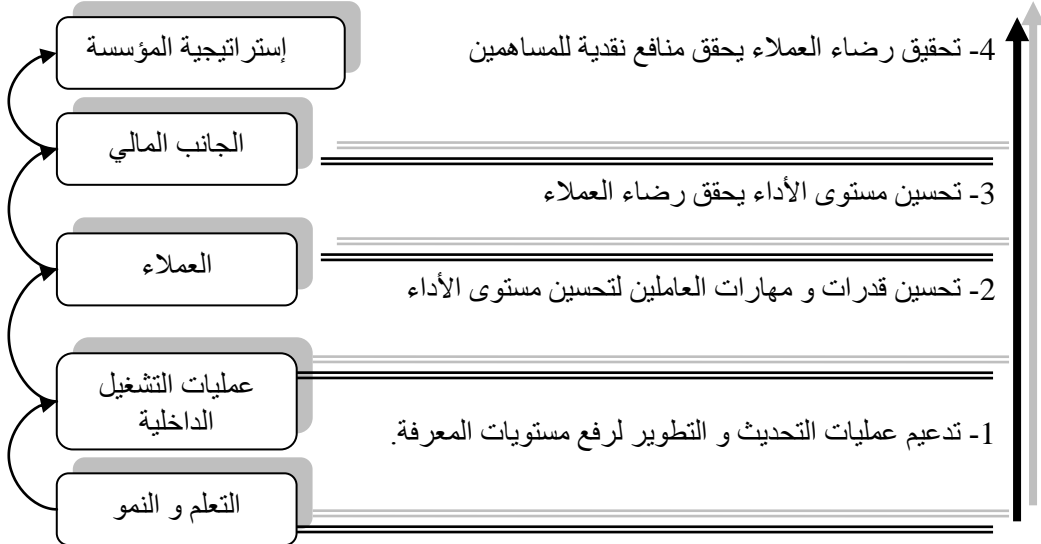 إستراتيجية المؤسسة
4- تحقيق رضاء العملاء يحقق منافع نقدية للمساهمين
الجانب المالي
3- تحسين مستوى الأداء يحقق رضاء العملاء
العملاء
2- تحسين قدرات و مهارات العاملين لتحسين مستوى الأداء
عمليات التشغيل
الداخلية
1- تدعيم عمليات التحديث و التطوير لرفع مستويات المعرفة.
التعلم و النمو